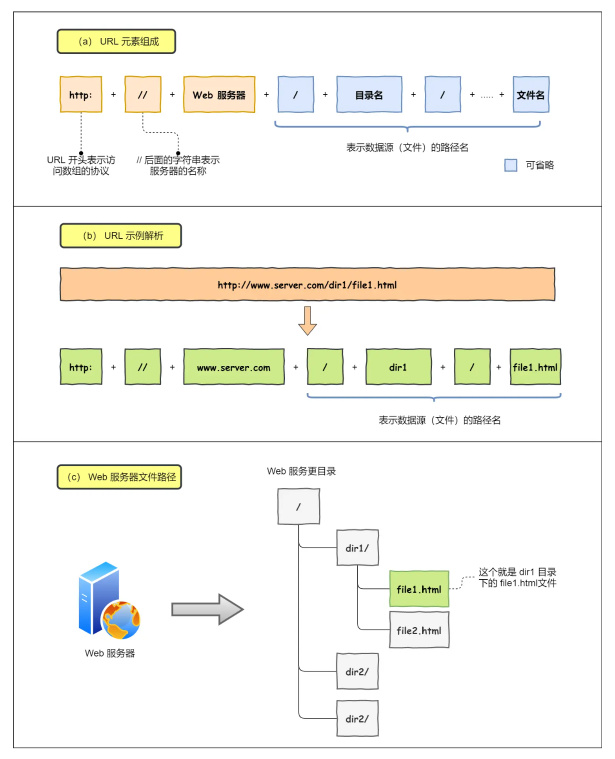 (a) URL 元素组成
http: + // + Web 服务器 + / + 目录名 + / + ..... + 文件名
表示数据源（文件）的路径名
URL 开头表示访
问数组的协议
// 后面的字符串表示
服务器的名称
可省略
(b) URL 示例解析
http://www.server.com/dir1/file1.html
http: + // + www.server.com + / + dir1 + / + file1.html
表示数据源（文件）的路径名
(c) Web 服务器文件路径
Web 服务更目录
/
dir1/
这个就是 dir1 目录
下的 file1.html文件
file1.html
file2.html
Web 服务器
dir2/
dir2/